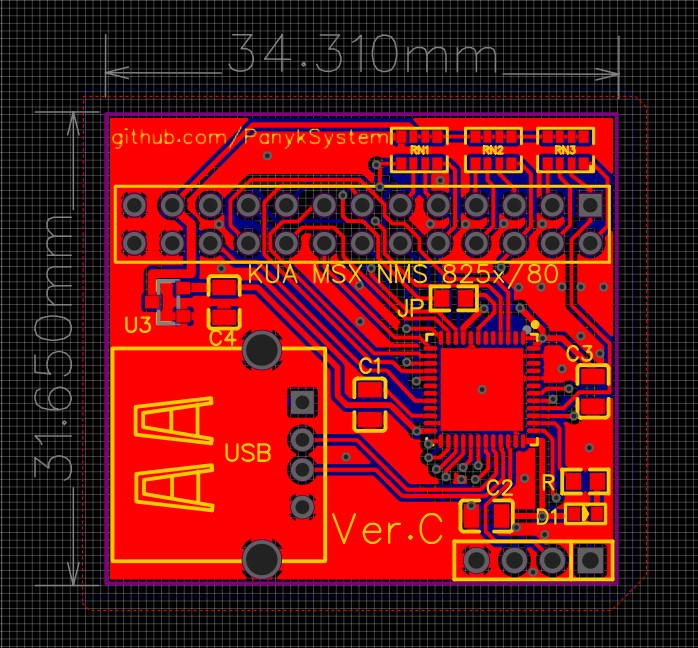 34.310mm
github.com/PanykSystem
RN1 RN2 RN3
KUA MSX NMS 825x/80
JP
U3
C4
31.650mm
C1
C3
USB
R
C2
D1
Ver.C